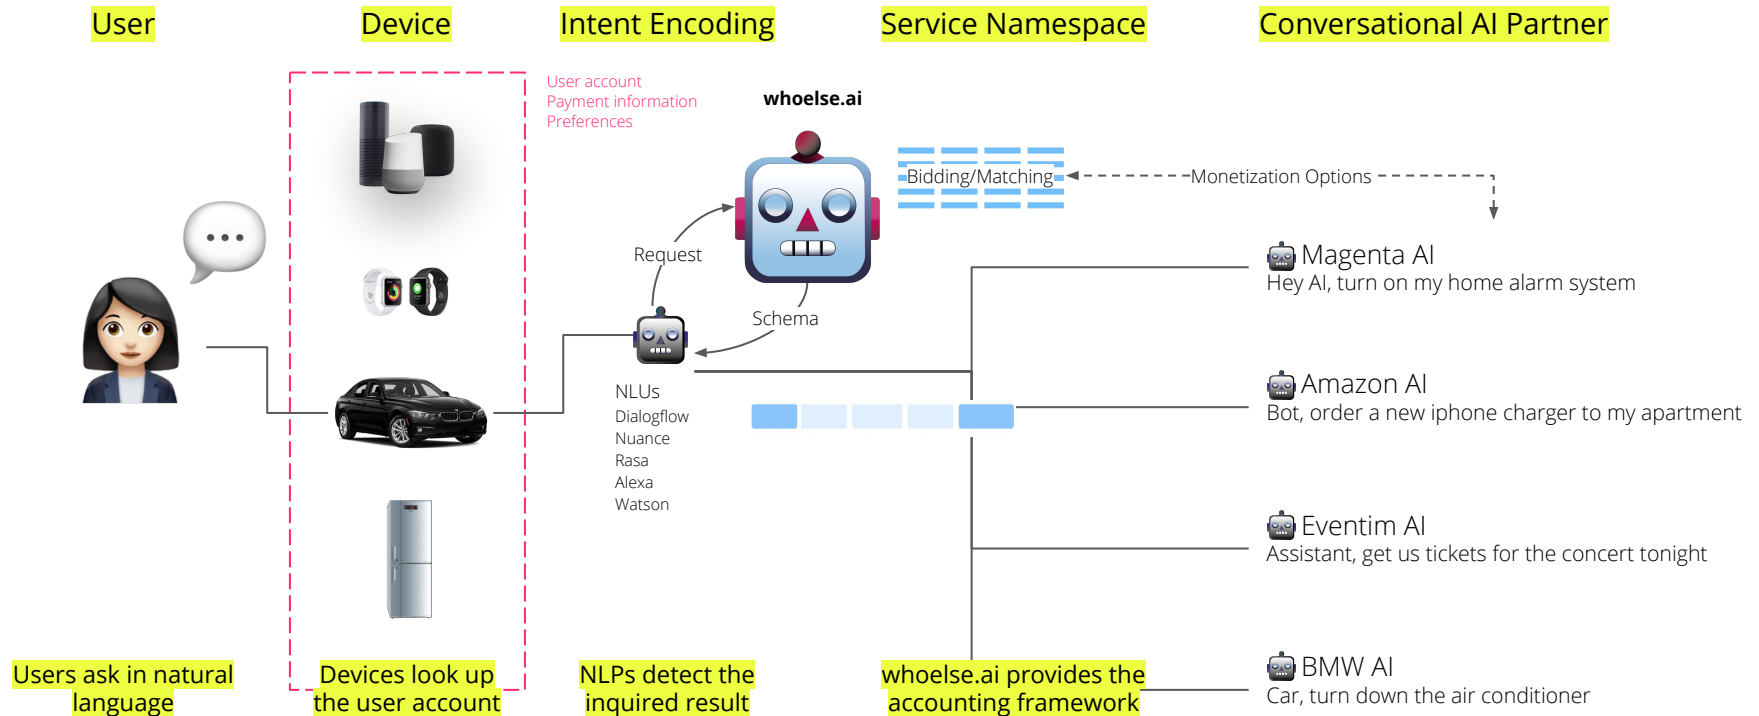 User
Device
Intent Encoding
Service Namespace
Conversational AI Partner
User account
Payment information
Preferences
whoelse.ai
Bidding/Matching
Monetization Options
Request
Schema
NLUs
Dialogflow
Nuance
Rasa
Alexa
Watson
Magenta AI
Hey AI, turn on my home alarm system
Amazon AI
Bot, order a new iphone charger to my apartment
Eventim AI
Assistant, get us tickets for the concert tonight
BMW AI
Car, turn down the air conditioner
Users ask in natural
language
Devices look up
the user account
NLPs detect the
inquired result
whoelse.ai provides the
accounting framework